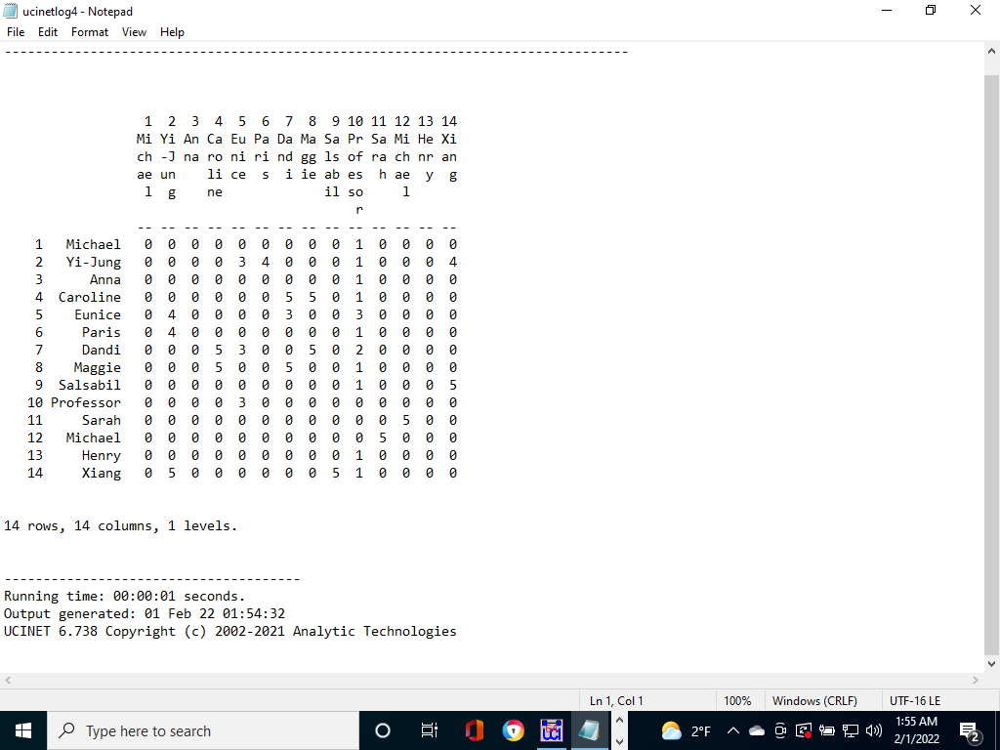 ucinetlog4 - Notepad
File Edit Format View Help
--------------------------------------------------------------------------------
1 2 3 4 5 6 7 8 9 10 11 12 13 14
Mi Yi An Ca Eu Pa Da Ma Sa Pr Sa Mi He Xi
ch -J na ro ni ri nd gg ls of ra ch nr an
ae un li ce s i ie ab es h ae y g
l g ne il so l
r
-- -- -- -- -- -- -- -- -- -- -- -- -- --
1 Michael 0 0 0 0 0 0 0 0 0 1 0 0 0 0
2 Yi-Jung 0 0 0 0 3 4 0 0 0 1 0 0 0 4
3 Anna 0 0 0 0 0 0 0 0 0 1 0 0 0 0
4 Caroline 0 0 0 0 0 0 5 5 0 1 0 0 0 0
5 Eunice 0 4 0 0 0 0 3 0 0 3 0 0 0 0
6 Paris 0 4 0 0 0 0 0 0 0 1 0 0 0 0
7 Dandi 0 0 0 5 3 0 0 5 0 2 0 0 0 0
8 Maggie 0 0 0 5 0 0 5 0 0 1 0 0 0 0
9 Salsabil 0 0 0 0 0 0 0 0 0 1 0 0 0 5
10 Professor 0 0 0 0 3 0 0 0 0 0 0 0 0 0
11 Sarah 0 0 0 0 0 0 0 0 0 0 0 5 0 0
12 Michael 0 0 0 0 0 0 0 0 0 0 5 0 0 0
13 Henry 0 0 0 0 0 0 0 0 0 1 0 0 0 0
14 Xiang 0 5 0 0 0 0 0 0 5 1 0 0 0 0
14 rows, 14 columns, 1 levels.
--------------------------------------
Running time: 00:00:01 seconds.
Output generated: 01 Feb 22 01:54:32
UCINET 6.738 Copyright (c) 2002-2021 Analytic Technologies
Ln 1, Col 1 100% Windows (CRLF) UTF-16 LE
Type here to search
UC
2°F
1:55 AM
2/1/2022
2